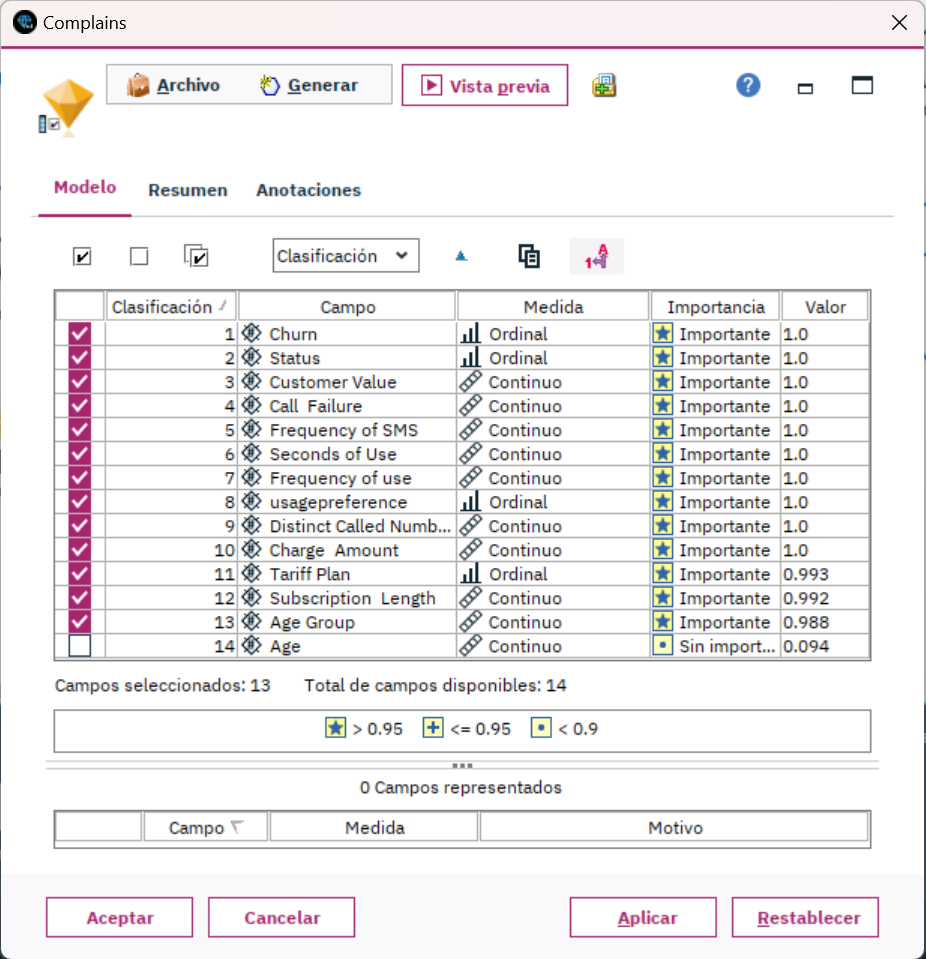 Complains
Archivo Generar Vista previa
Modelo Resumen Anotaciones
Clasificación
Clasificación Campo Medida Importancia Valor
1 Churn Ordinal Importante 1.0
2 Status Ordinal Importante 1.0
3 Customer Value Continuo Importante 1.0
4 Call Failure Continuo Importante 1.0
5 Frequency of SMS Continuo Importante 1.0
6 Seconds of Use Continuo Importante 1.0
7 Frequency of use Continuo Importante 1.0
8 usagepreference Ordinal Importante 1.0
9 Distinct Called Numb... Continuo Importante 1.0
10 Charge Amount Continuo Importante 1.0
11 Tariff Plan Ordinal Importante 0.993
12 Subscription Length Continuo Importante 0.992
13 Age Group Continuo Importante 0.988
14 Age Continuo Sin import... 0.094
Campos seleccionados: 13 Total de campos disponibles: 14
> 0.95 <= 0.95 < 0.9
0 Campos representados
Campo Medida Motivo
Aceptar Cancelar Aplicar Restablecer